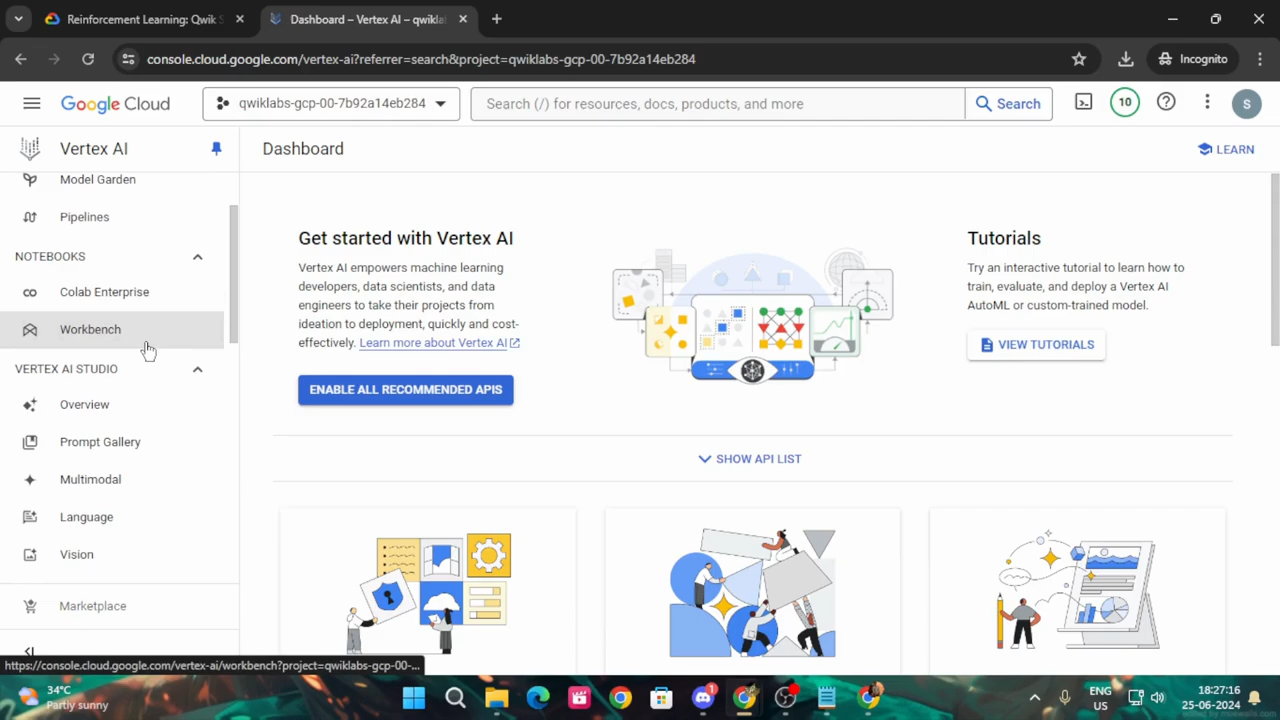 Reinforcement Learning: Qwik S
Dashboard – Vertex AI – qwikla
console.cloud.google.com/vertex-ai?referrer=search&project=qwiklabs-gcp-00-7b92a14eb284
Incognito
Google Cloud
qwiklabs-gcp-00-7b92a14eb284
Search (/) for resources, docs, products, and more
Search
10
S
Vertex AI
Dashboard
LEARN
Model Garden
Pipelines
NOTEBOOKS
Colab Enterprise
Workbench
VERTEX AI STUDIO
Overview
Prompt Gallery
Multimodal
Language
Vision
Marketplace
Get started with Vertex AI
Vertex AI empowers machine learning
developers, data scientists, and data
engineers to take their projects from
ideation to deployment, quickly and cost-
effectively. Learn more about Vertex AI
ENABLE ALL RECOMMENDED APIS
Tutorials
Try an interactive tutorial to learn how to
train, evaluate, and deploy a Vertex AI
AutoML or custom-trained model.
VIEW TUTORIALS
SHOW API LIST
https://console.cloud.google.com/vertex-ai/workbench?project=qwiklabs-gcp-00-...
34°C
Partly sunny
1
ENG
US
18:27:16
25-06-2024